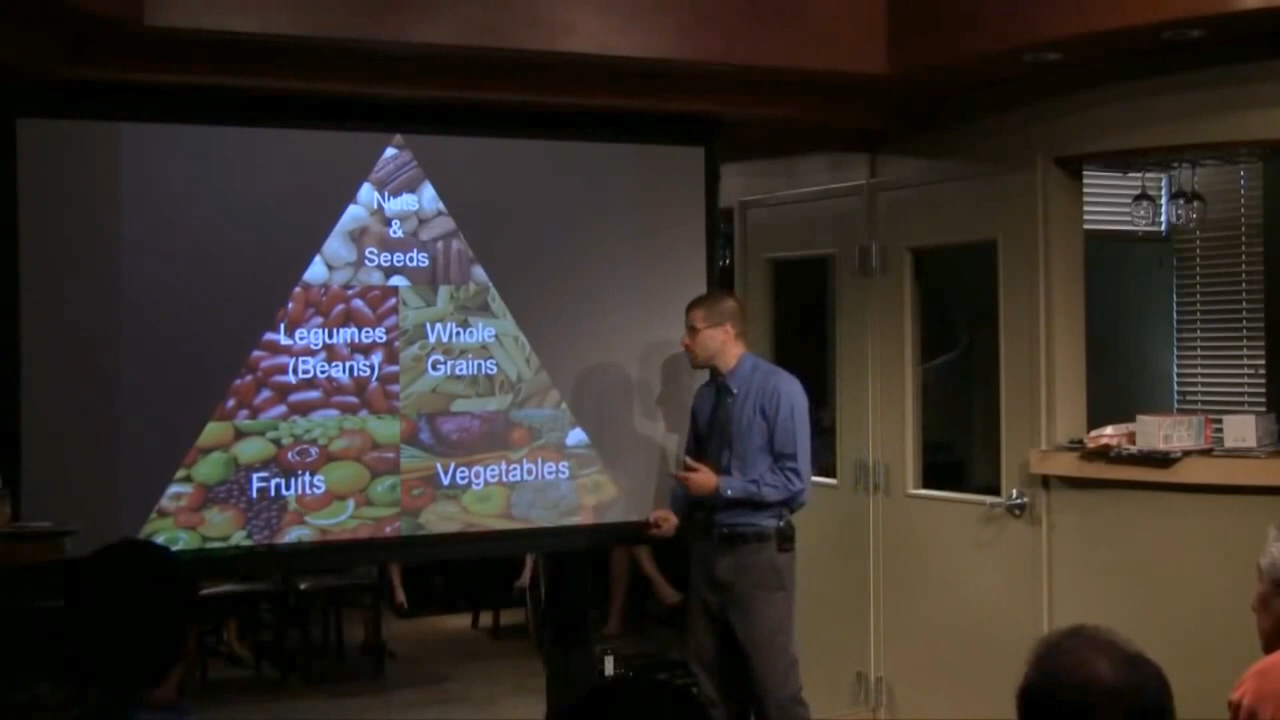 Nuts
&
Seeds
Legumes
(Beans)
Whole
Grains
Fruits
Vegetables